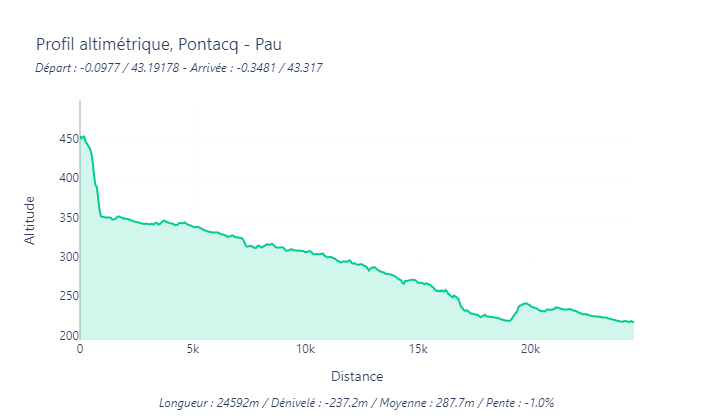 Profil altimétrique, Pontacq - Pau
Départ : -0.0977 / 43.19178 - Arrivée : -0.3481 / 43.317
Altitude
450
400
350
300
250
200
0 5k 10k 15k 20k
Distance
Longueur : 24592m / Dénivelé : -237.2m / Moyenne : 287.7m / Pente : -1.0%